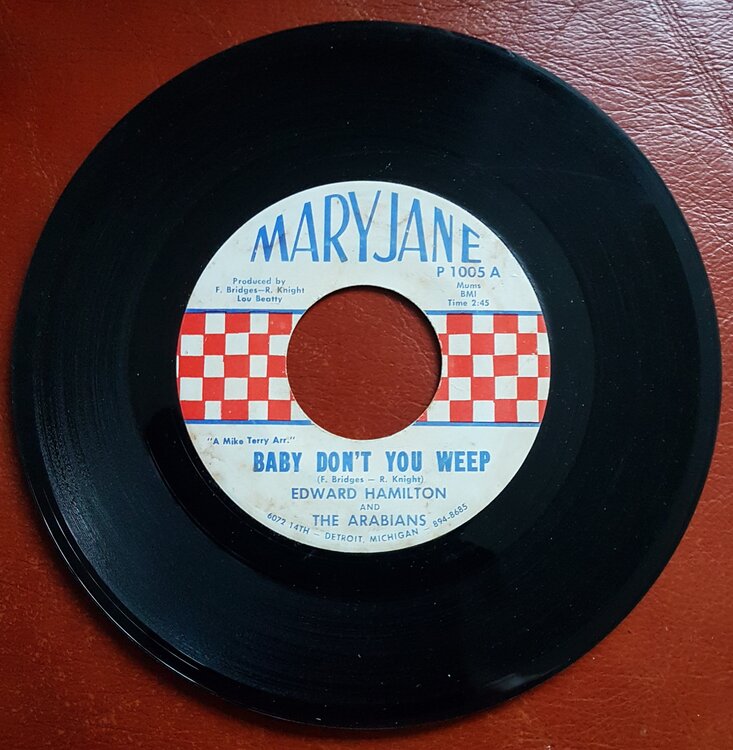 MARYJANE
P 1005 A
Produced by
F. Bridges—R. Knight
Lou Beatty
Mums
BMI
Time 2:45
"A Mike Terry Arr."
BABY DON'T YOU WEEP
(F. Bridges — R. Knight)
EDWARD HAMILTON
AND
THE ARABIANS
6072 14TH — DETROIT, MICHIGAN — 894-8685